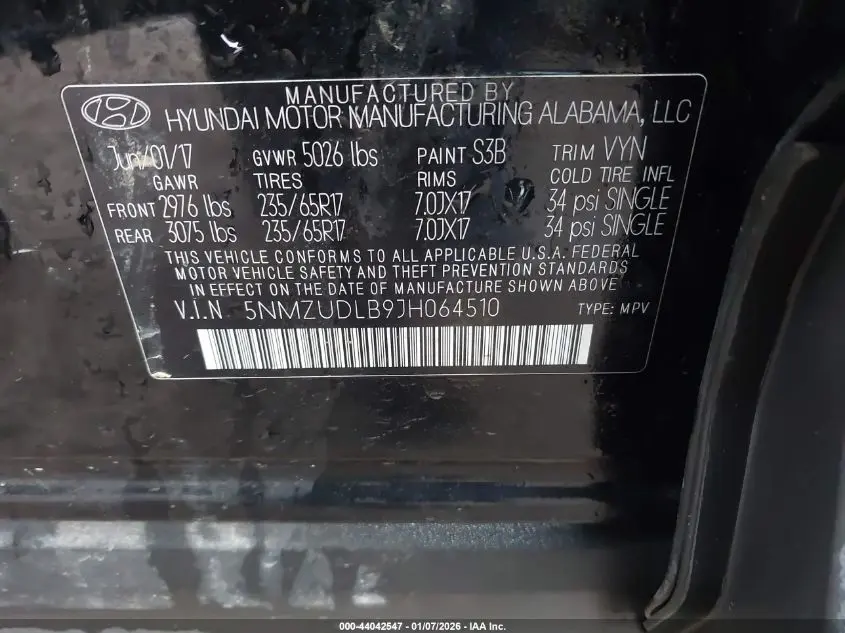 MANUFACTURED BY
HYUNDAI MOTOR MANUFACTURING ALABAMA, LLC
Jun/01/17 GVWR 5026 lbs PAINT S3B TRIM VYN
GAWR TIRES RIMS COLD TIRE INFL
FRONT 2976 lbs 235/65R17 7.0JX17 34 psi SINGLE
REAR 3075 lbs 235/65R17 7.0JX17 34 psi SINGLE
THIS VEHICLE CONFORMS TO ALL APPLICABLE U.S.A. FEDERAL
MOTOR VEHICLE SAFETY AND THEFT PREVENTION STANDARDS
IN EFFECT ON THE DATE OF MANUFACTURE SHOWN ABOVE
V.I.N 5NMZUDLB9JH064510 TYPE: MPV
000-44042547 - 01/07/2026 - IAA Inc.